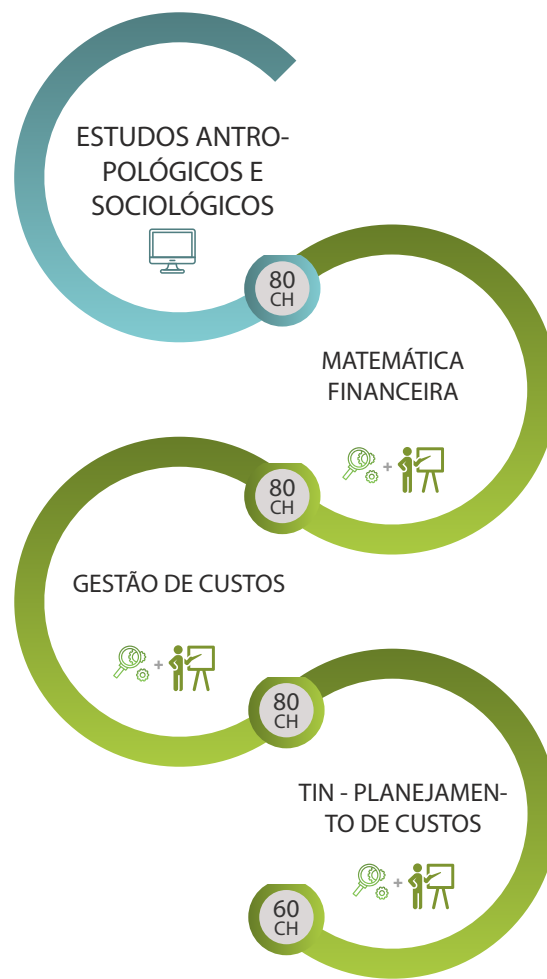 ESTUDOS ANTRO-
POLÓGICOS E
SOCIOLÓGICOS
80
CH
MATEMÁTICA
FINANCEIRA
+
80
CH
GESTÃO DE CUSTOS
+
80
CH
TIN - PLANEJAMEN-
TO DE CUSTOS
+
60
CH